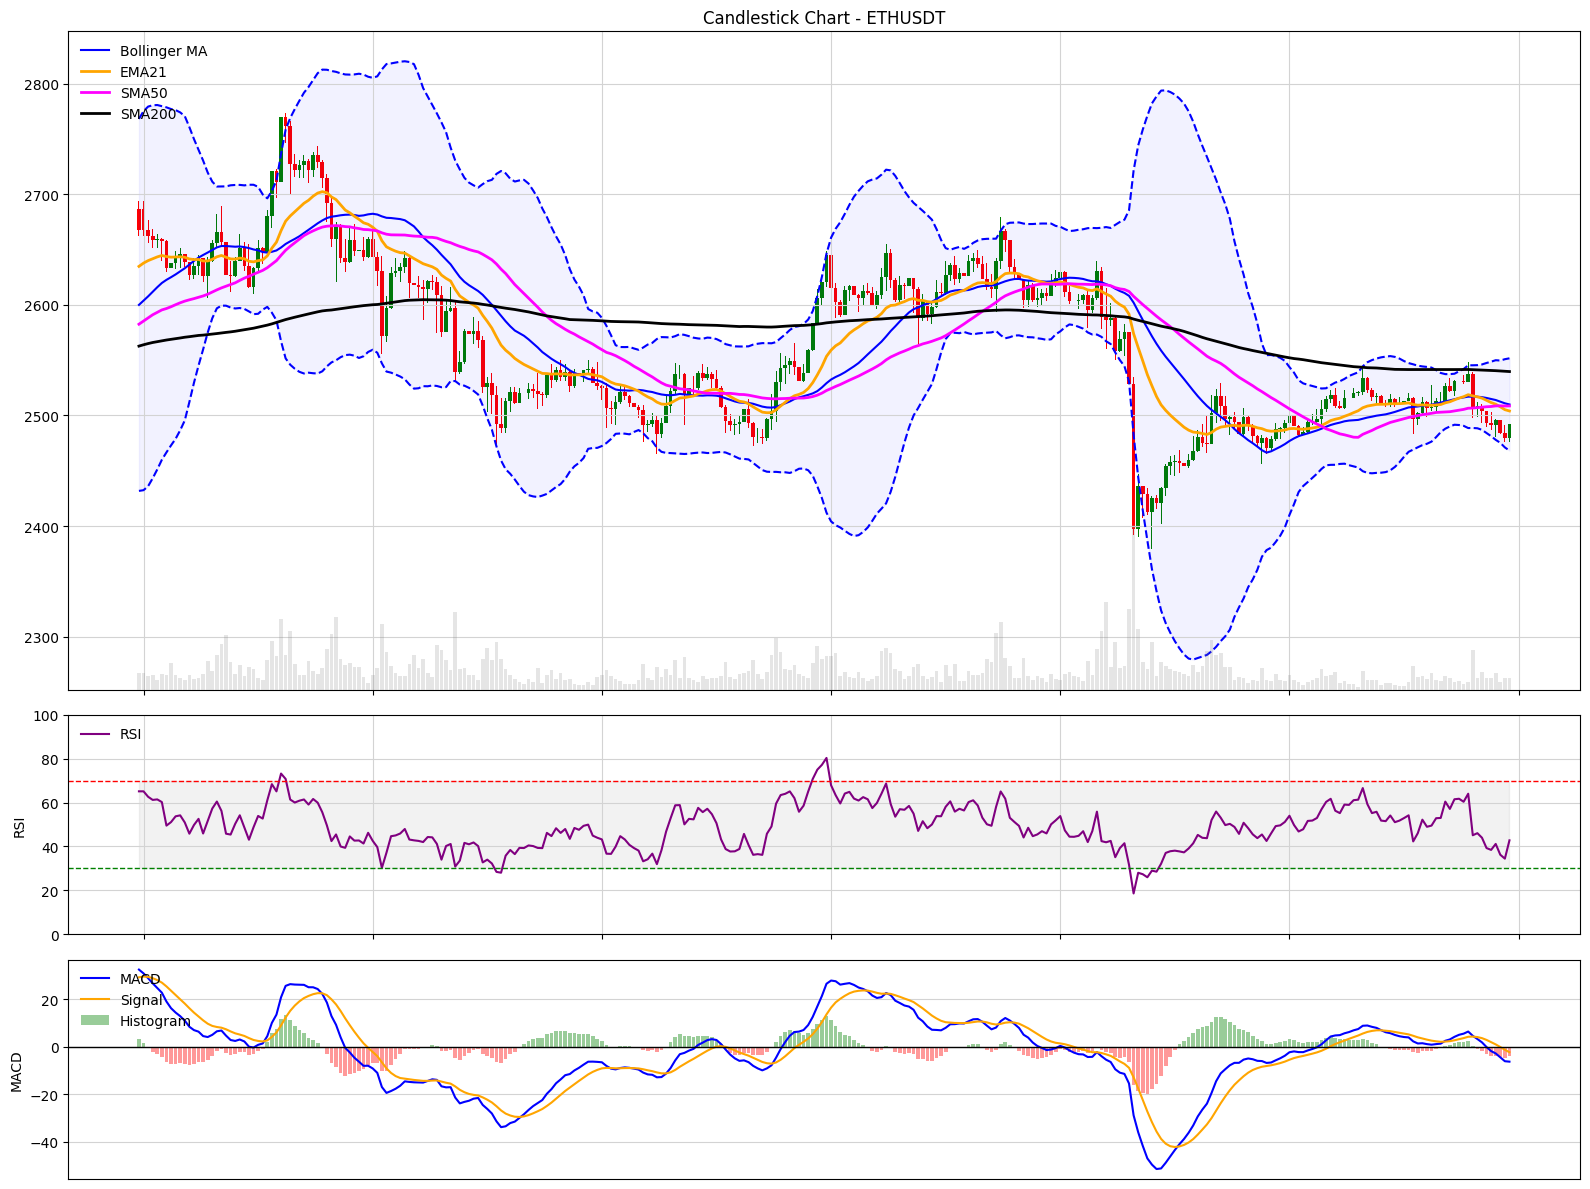 Candlestick Chart - ETHUSDT
Bollinger MA
EMA21
SMA50
SMA200
2800
2700
2600
2500
2400
2300
RSI
RSI
100
80
60
40
20
0
MACD
Signal
Histogram
MACD
20
0
−20
−40